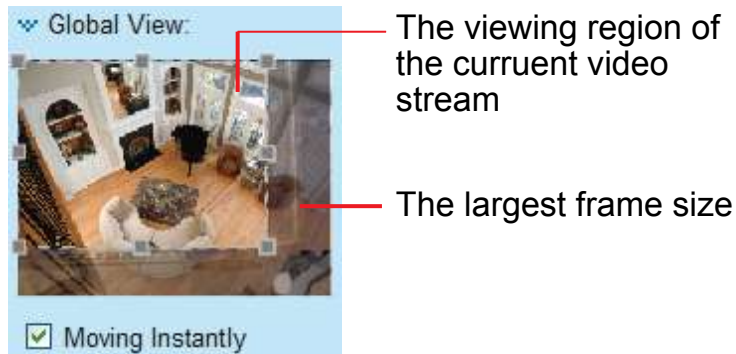 Global View:
The viewing region of
the curruent video
stream
The largest frame size
Moving Instantly